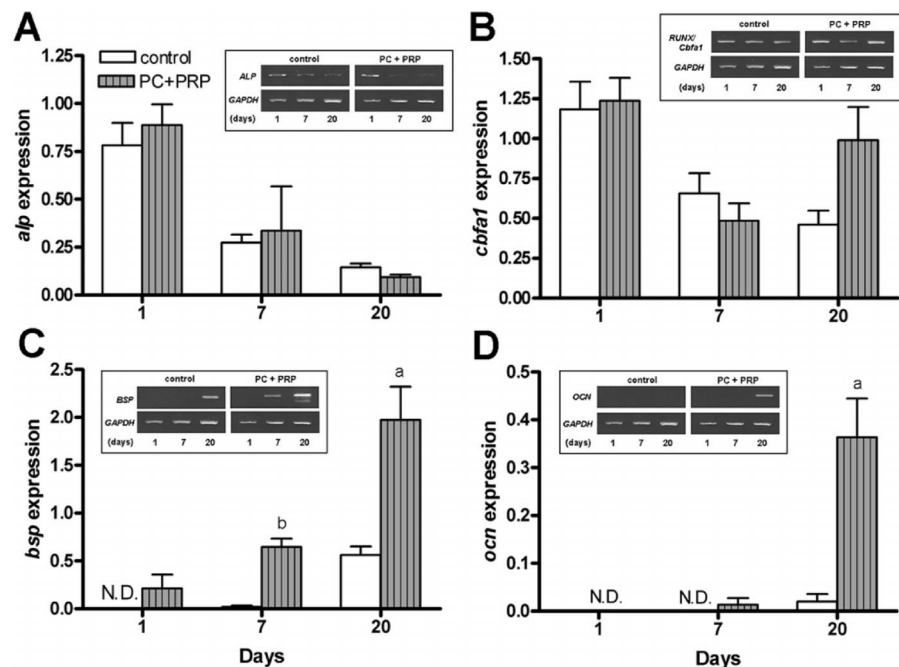 A
alp expression
1.25
1.00
0.75
0.50
0.25
0.00
control
PC+PRP
control PC + PRP
ALP
GAPDH
(days) 1 7 20 1 7 20
1 7 20
B
cbfa1 expression
1.25
1.00
0.75
0.50
0.25
1.00
control PC + PRP
RUNX/
Cbfa1
GAPDH
(days) 1 7 20 1 7 20
1 7 20
C
bsp expression
2.5
2.0
1.5
1.0
0.5
0.0
control PC + PRP
BSP
GAPDH
(days) 1 7 20 1 7 20
N.D.
b
a
1 7 20
Days
D
ocn expression
0.5
0.4
0.3
0.2
0.1
0.0
control PC + PRP
OCN
GAPDH
(days) 1 7 20 1 7 20
N.D.
N.D.
a
1 7 20
Days